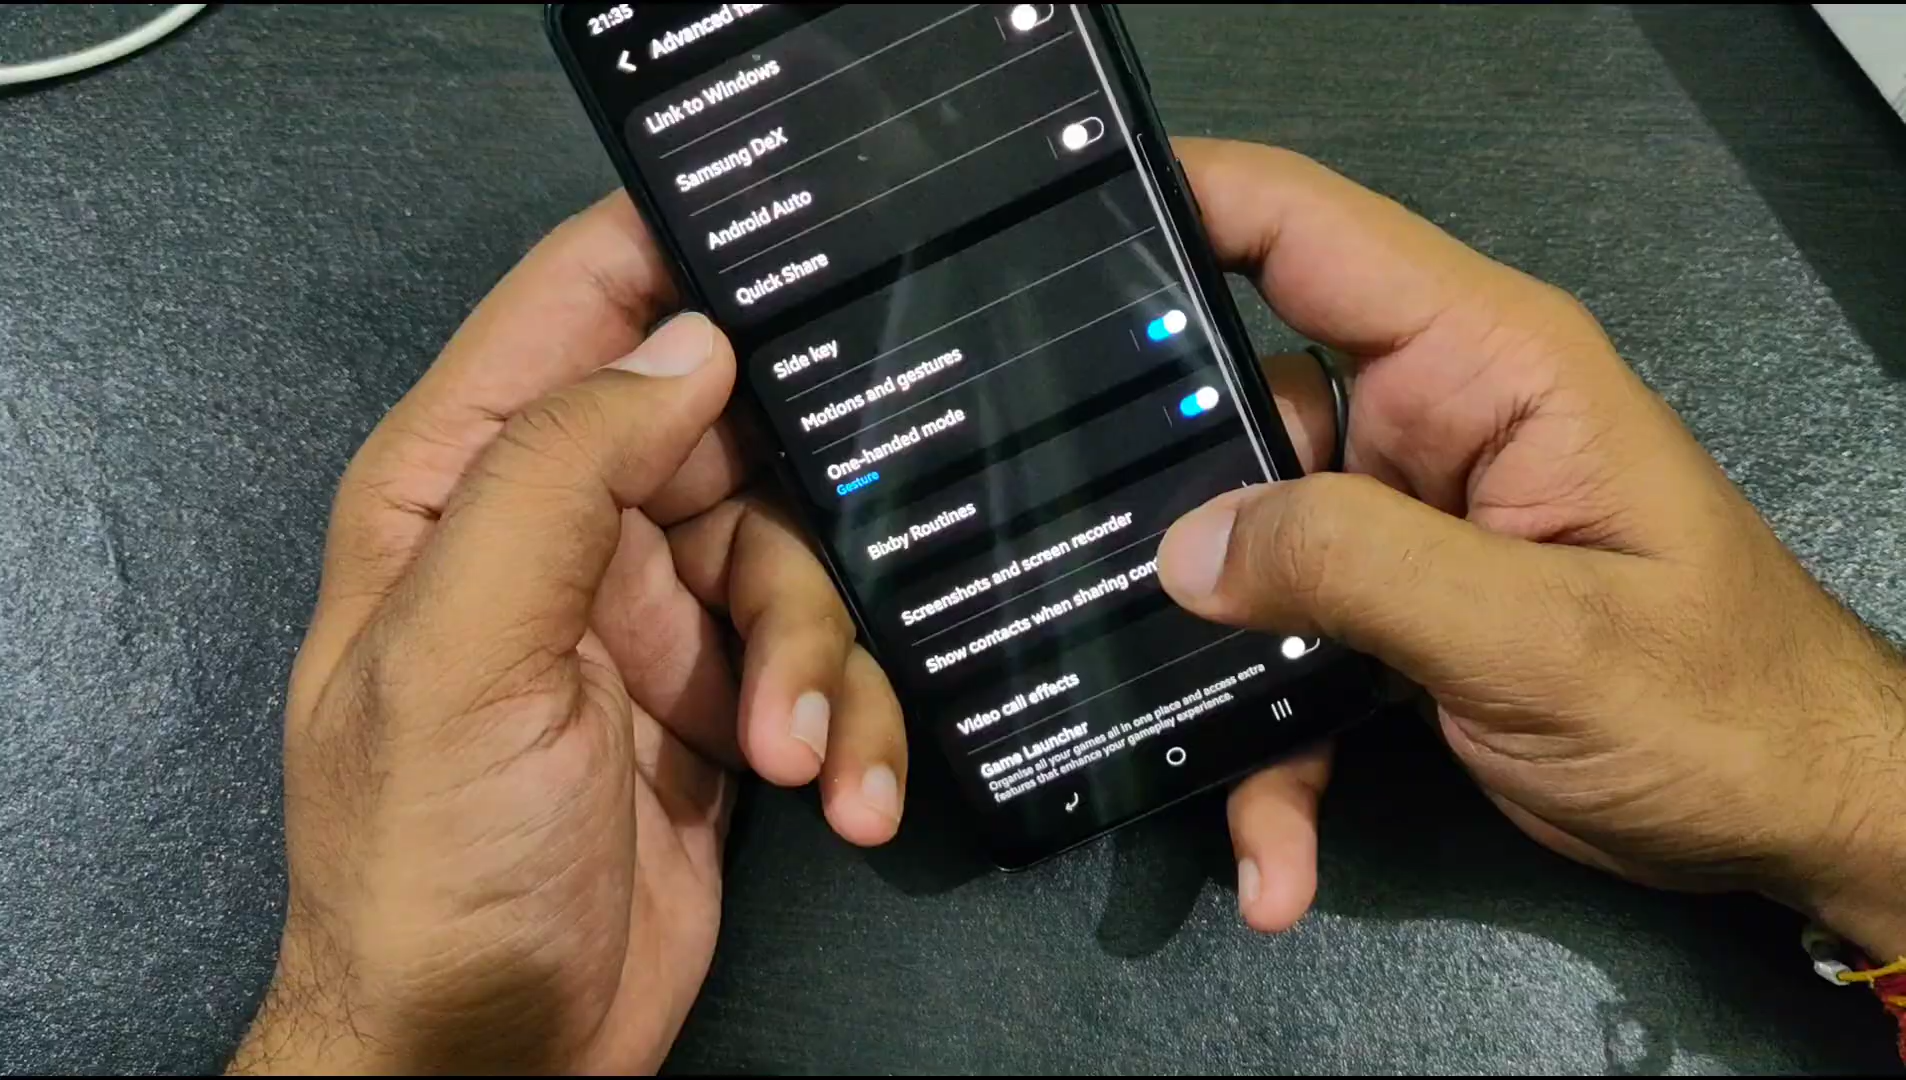 21:35
Advanced
Link to Windows
Samsung DeX
Android Auto
Quick Share
Side key
Motions and gestures
One-handed mode
Gesture
Bixby Routines
Screenshots and screen recorder
Show contacts when sharing
Video call effects
Game Launcher
Organise all your games all in one place and access extra
features that enhance your gameplay experience.